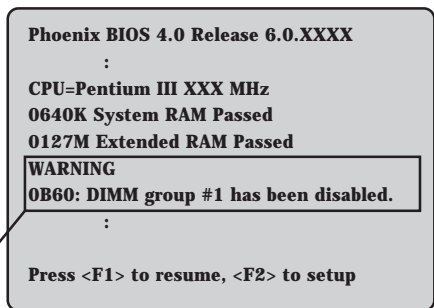 Phoenix BIOS 4.0 Release 6.0.XXXX
:
CPU=Pentium III XXX MHz
0640K System RAM Passed
0127M Extended RAM Passed
WARNING
0B60: DIMM group #1 has been disabled.
:
Press <F1> to resume, <F2> to setup